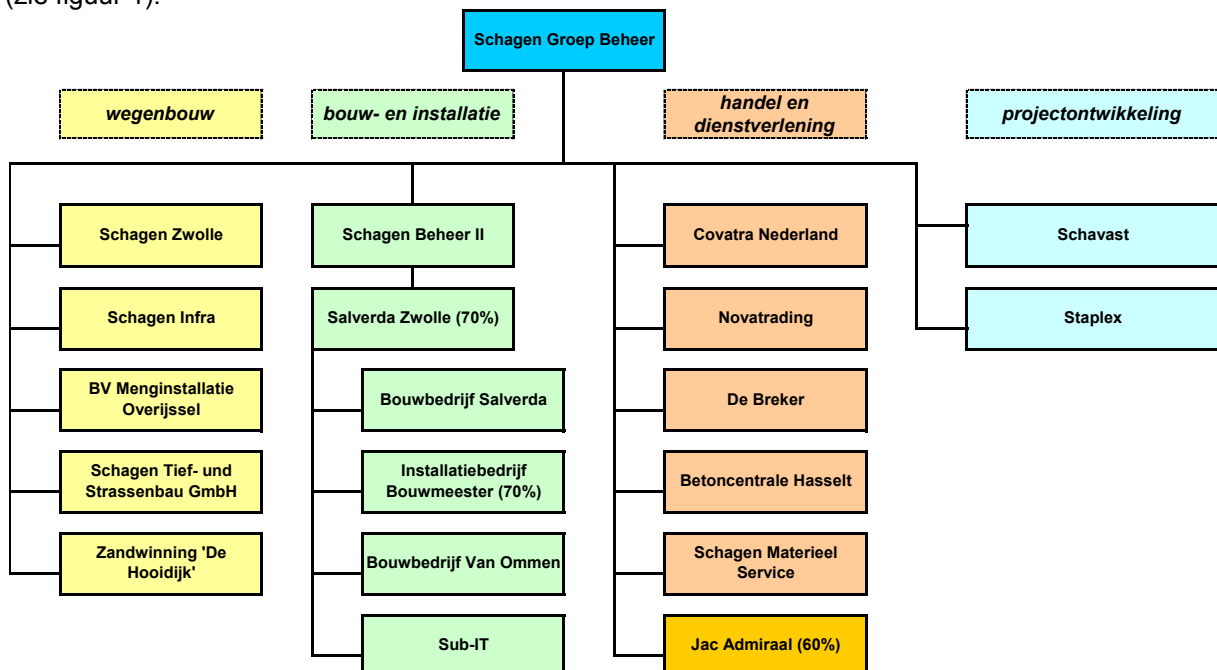 (zie figuur 1).
Schagen Groep Beheer
wegenbouw
bouw- en installatie
handel en
dienstverlening
projectontwikkeling
Schagen Zwolle
Schagen Beheer II
Covatra Nederland
Schavast
Schagen Infra
Salverda Zwolle (70%)
Novatrading
Staplex
BV Menginstallatie
Overijssel
Bouwbedrijf Salverda
De Breker
Schagen Tief- und
Strassenbau GmbH
Installatiebedrijf
Bouwmeester (70%)
Betoncentrale Hasselt
Zandwinning 'De
Hooidijk'
Bouwbedrijf Van Ommen
Schagen Materieel
Service
Sub-IT
Jac Admiraal (60%)